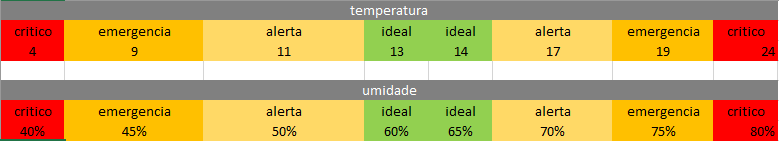 temperatura
critico emergencia alerta ideal ideal alerta emergencia critico
4 9 11 13 14 17 19 24
umidade
critico emergencia alerta ideal ideal alerta emergencia critico
40% 45% 50% 60% 65% 70% 75% 80%